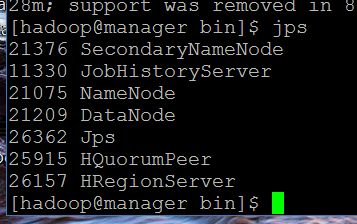 28m; support was removed in 8
[hadoop@manager bin]$ jps
21376 SecondaryNameNode
11330 JobHistoryServer
21075 NameNode
21209 DataNode
26362 Jps
25915 HQuorumPeer
26157 HRegionServer
[hadoop@manager bin]$